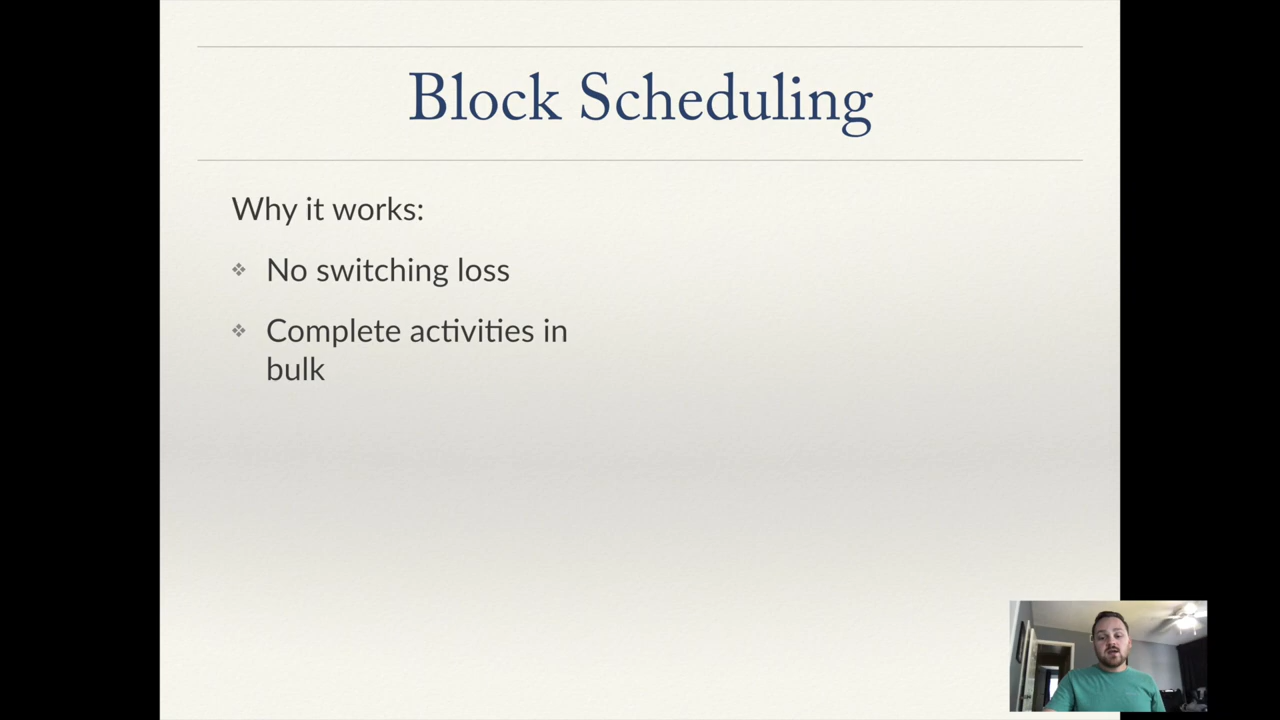 Block Scheduling
Why it works:
No switching loss
Complete activities in
bulk